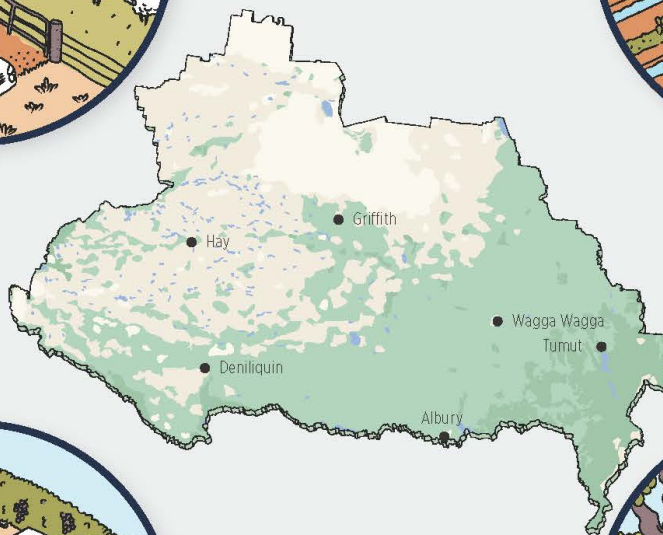 Griffith
Hay
Wagga Wagga
Tumut
Deniliquin
Albury